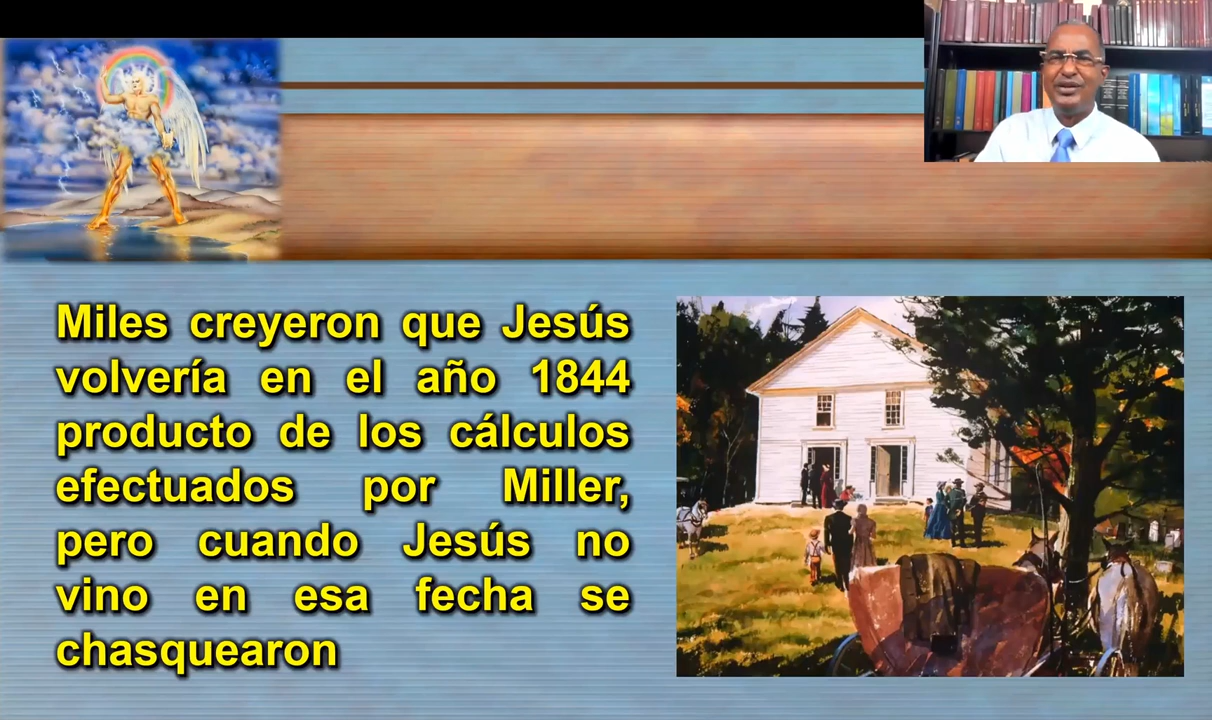 Miles creyeron que Jesús
volvería en el año 1844
producto de los cálculos
efectuados por Miller,
pero cuando Jesús no
vino en esa fecha se
chasquearon